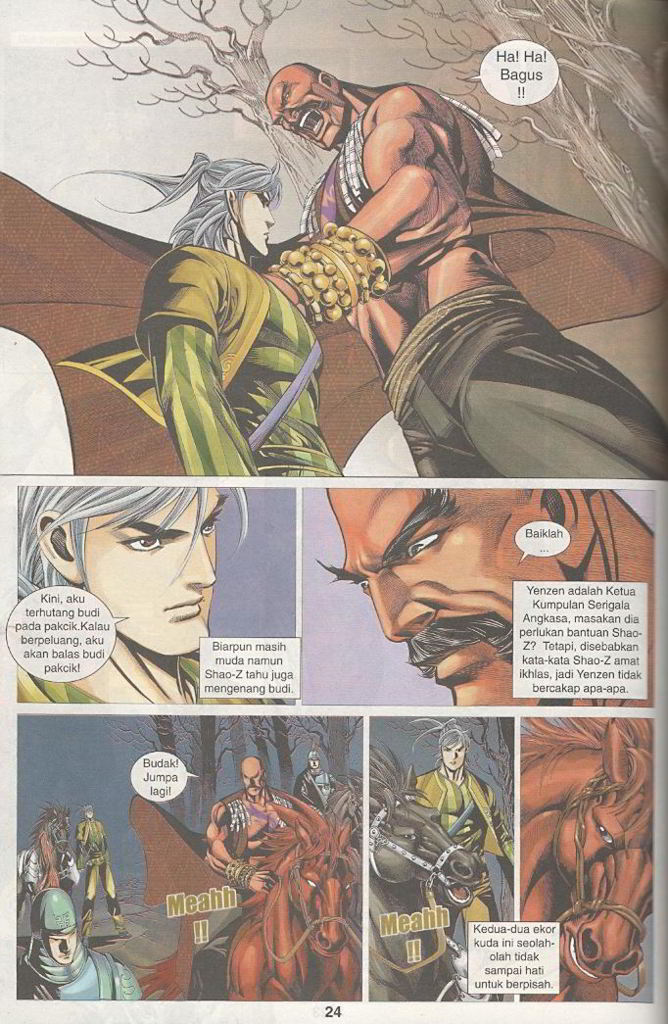 Ha! Ha!
Bagus
!!
Kini, aku
terhutang budi
pada pakcik.Kalau
berpeluang, aku
akan balas budi
pakcik!
Biarpun masih
muda namun
Shao-Z tahu juga
mengenang budi.
Baiklah
...
Yenzen adalah Ketua
Kumpulan Serigala
Angkasa, masakan dia
perlukan bantuan Shao-
Z? Tetapi, disebabkan
kata-kata Shao-Z amat
ikhlas, jadi Yenzen tidak
bercakap apa-apa.
Budak!
Jumpa
lagi!
Meahh
!!
Meahh
!!
Kedua-dua ekor
kuda ini seolah-
olah tidak
sampai hati
untuk berpisah.
24